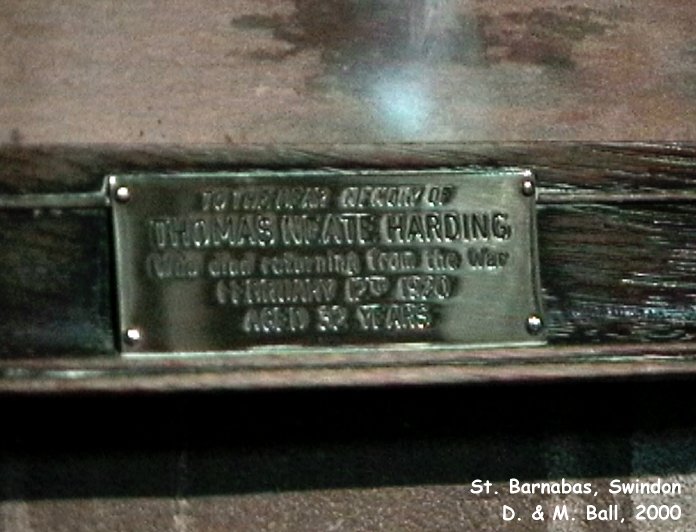 TO THE DEAR MEMORY OF
THOMAS NEATE HARDING
Who died returning from the War
FEBRUARY 12TH 1920
AGED 32 YEARS
St. Barnabas, Swindon
D. & M. Ball, 2000